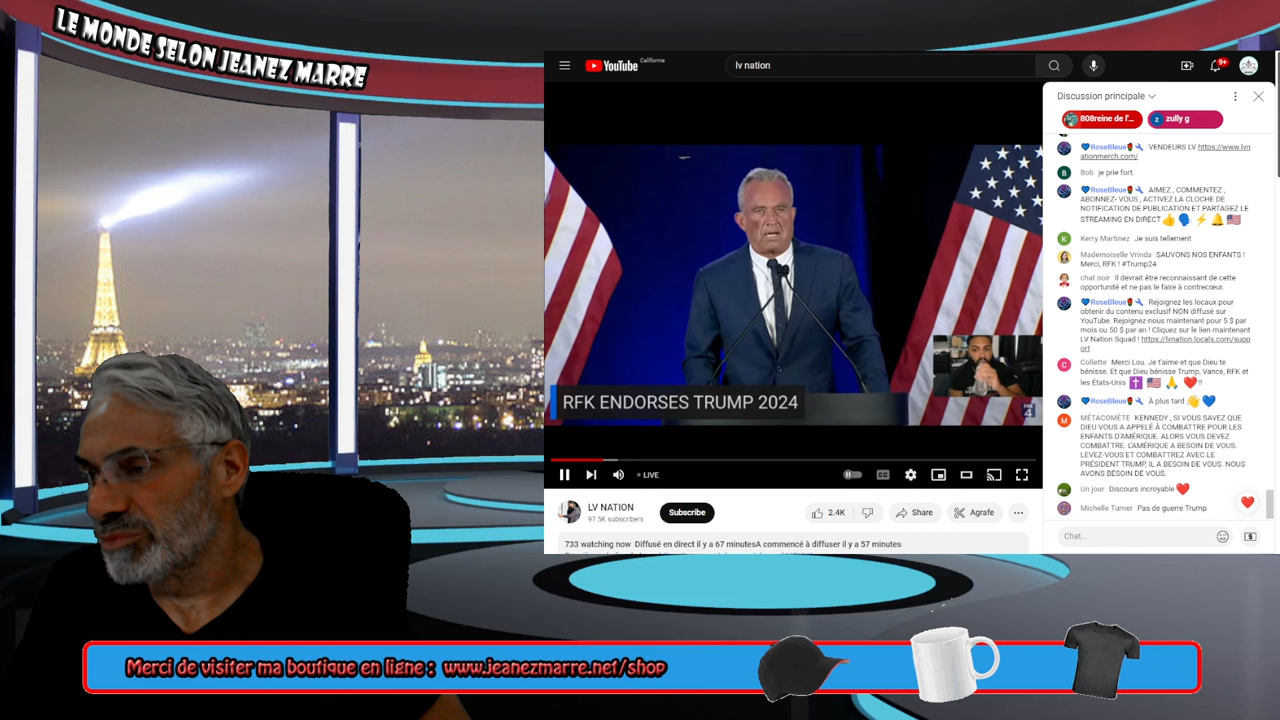 LE MONDE SELON JEANEZ MARRE
YouTube
Californie
lv nation
9+
Discussion principale
808reine de l'...
z zully g
RoseBleue VENDEURS LV https://www.lvn
ationmerch.com/
B Bob je prie fort.
RoseBleue AIMEZ , COMMENTEZ ,
ABONNEZ- VOUS , ACTIVEZ LA CLOCHE DE
NOTIFICATION DE PUBLICATION ET PARTAGEZ LE
STREAMING EN DIRECT
K Kerry Martinez Je suis tellement
Mademoiselle Vrinda SAUVONS NOS ENFANTS !
Merci, RFK ! #Trump24
chat noir Il devrait être reconnaissant de cette
opportunité et ne pas le faire à contrecœur.
RoseBleue Rejoignez les locaux pour
obtenir du contenu exclusif NON diffusé sur
YouTube. Rejoignez-nous maintenant pour 5 $ par
mois ou 50 $ par an ! Cliquez sur le lien maintenant
LV Nation Squad ! https://lvnation.locals.com/supp
ort
C Collette Merci Lou. Je t'aime et que Dieu te
bénisse. Et que Dieu bénisse Trump, Vance, RFK et
les États-Unis !!
RoseBleue À plus tard
M MÉTACOMÈTE KENNEDY , SI VOUS SAVEZ QUE
DIEU VOUS A APPELÉ À COMBATTRE POUR LES
ENFANTS D'AMÉRIQUE. ALORS VOUS DEVEZ
COMBATTRE. L'AMÉRIQUE A BESOIN DE VOUS.
LEVEZ-VOUS ET COMBATTREZ AVEC LE
PRÉSIDENT TRUMP, IL A BESOIN DE VOUS. NOUS
AVONS BESOIN DE VOUS.
Un jour Discours incroyable
Michelle Turner Pas de guerre Trump
Chat...
RFK ENDORSES TRUMP 2024
4
LIVE
LV NATION
97.5K subscribers
Subscribe
2.4K
Share
Agrafe
733 watching now Diffusé en direct il y a 67 minutesA commencé à diffuser il y a 57 minutes
Merci de visiter ma boutique en ligne : www.jeanezmarre.net/shop